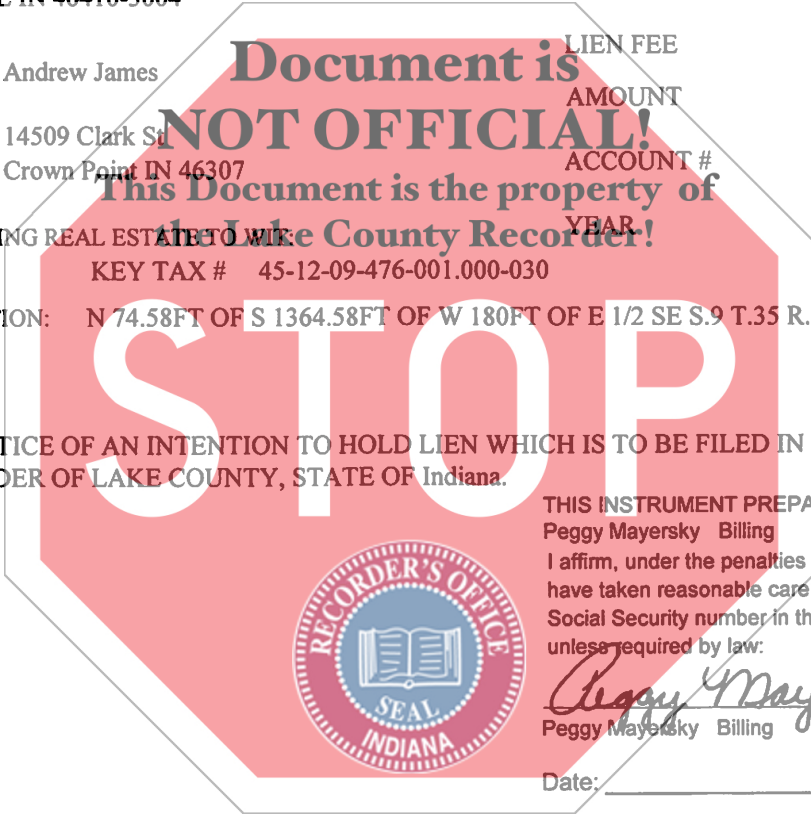 E IN 46410-3664
LIEN FEE
Document is
Andrew James
AMOUNT
NOT OFFICIAL!
14509 Clark St
Crown Point IN 46307
ACCOUNT #
This Document is the property of
YEAR
the Lake County Recorder!
NG REAL ESTATE TO WIT:
KEY TAX # 45-12-09-476-001.000-030
ION: N 74.58FT OF S 1364.58FT OF W 180FT OF E 1/2 SE S.9 T.35 R.
STOP
TICE OF AN INTENTION TO HOLD LIEN WHICH IS TO BE FILED IN
DER OF LAKE COUNTY, STATE OF Indiana.
THIS INSTRUMENT PREPA
Peggy Mayersky Billing
I affirm, under the penalties
have taken reasonable care
Social Security number in th
unless required by law:
RECORDER'S OFFICE
SEAL
INDIANA
Peggy May
Peggy Mayersky Billing
Date: